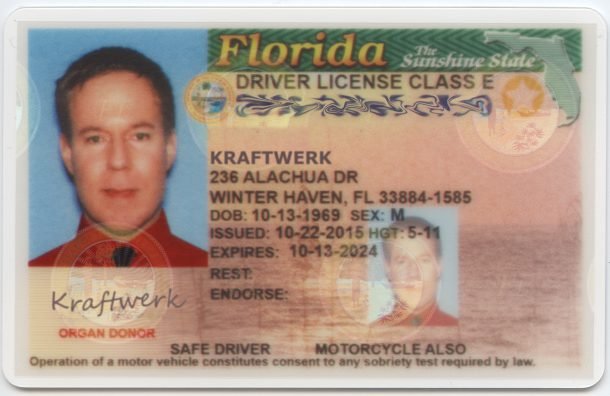 Florida The Sunshine State
DRIVER LICENSE CLASS E
KRAFTWERK
236 ALACHUA DR
WINTER HAVEN, FL 33884-1585
DOB: 10-13-1969 SEX: M
ISSUED: 10-22-2015 HGT: 5-11
EXPIRES: 10-13-2024
REST:
ENDORSE:
Kraftwerk
ORGAN DONOR
SAFE DRIVER MOTORCYCLE ALSO
Operation of a motor vehicle constitutes consent to any sobriety test required by law.